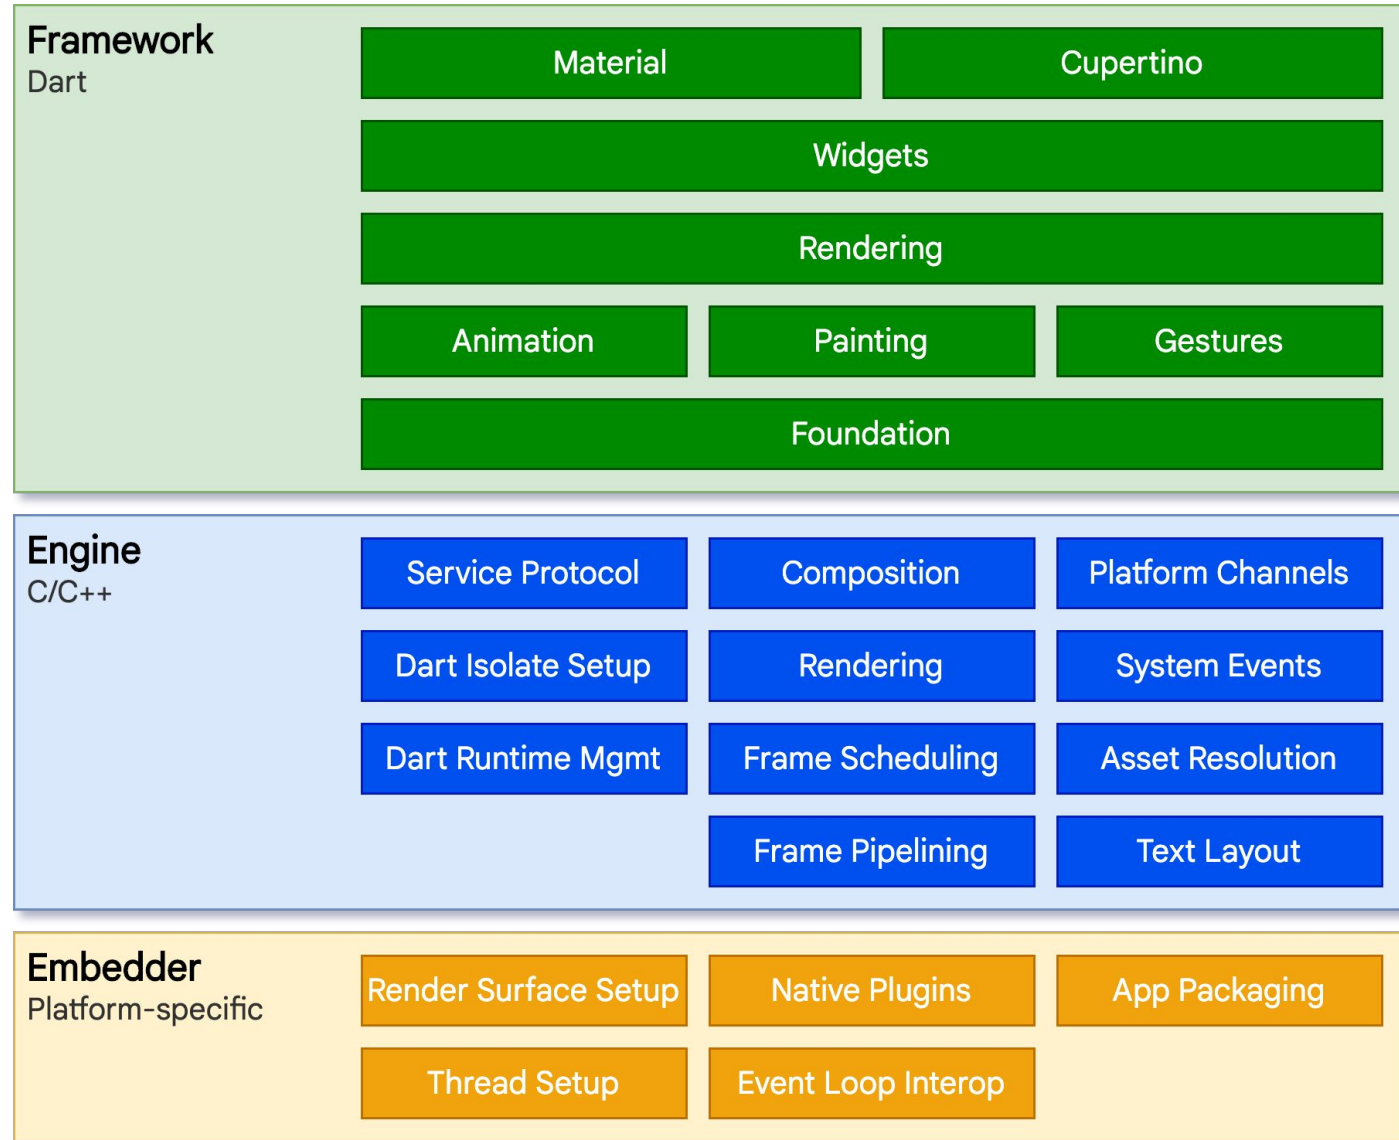 Framework
Dart
Material
Cupertino
Widgets
Rendering
Animation
Painting
Gestures
Foundation
Engine
C/C++
Service Protocol
Composition
Platform Channels
Dart Isolate Setup
Rendering
System Events
Dart Runtime Mgmt
Frame Scheduling
Asset Resolution
Frame Pipelining
Text Layout
Embedder
Platform-specific
Render Surface Setup
Native Plugins
App Packaging
Thread Setup
Event Loop Interop